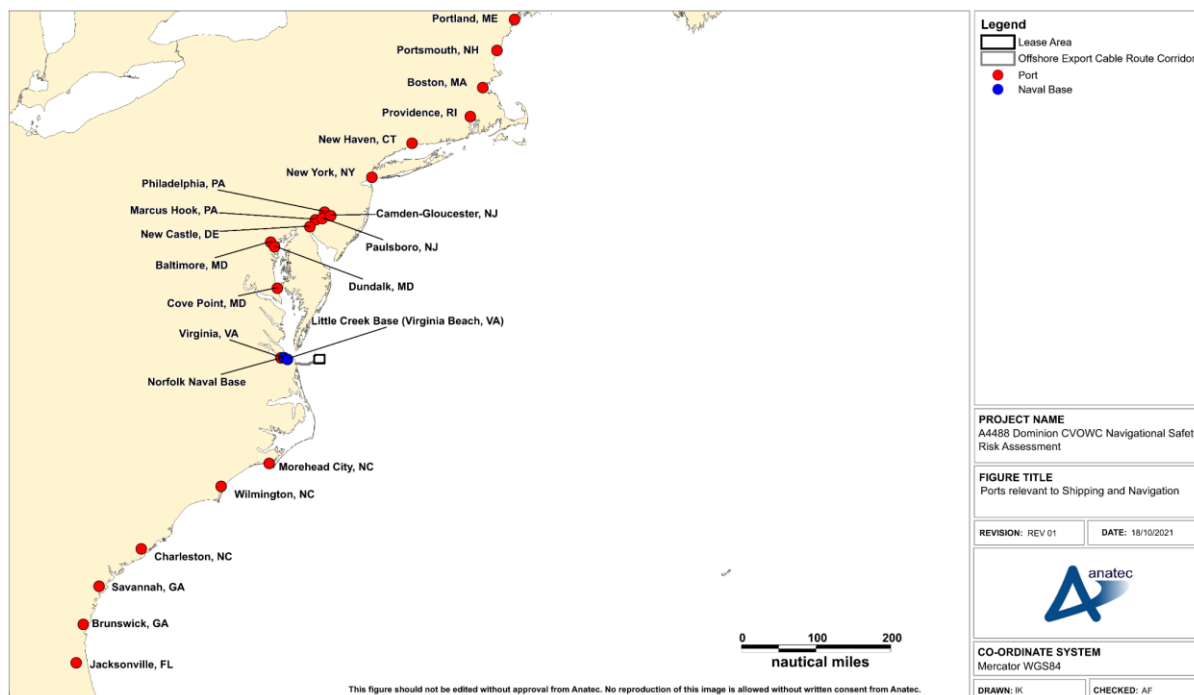 Portland, ME
Portsmouth, NH
Boston, MA
Providence, RI
New Haven, CT
New York, NY
Philadelphia, PA
Marcus Hook, PA
Camden-Gloucester, NJ
New Castle, DE
Paulsboro, NJ
Baltimore, MD
Dundalk, MD
Cove Point, MD
Little Creek Base (Virginia Beach, VA)
Virginia, VA
Norfolk Naval Base
Morehead City, NC
Wilmington, NC
Charleston, NC
Savannah, GA
Brunswick, GA
Jacksonville, FL
0 100 200
nautical miles
This figure should not be edited without approval from Anatec. No reproduction of this image is allowed without written consent from Anatec.
Legend
Lease Area
Offshore Export Cable Route Corridor
Port
Naval Base
PROJECT NAME
A4488 Dominion CVOWC Navigational Safety
Risk Assessment
FIGURE TITLE
Ports relevant to Shipping and Navigation
REVISION: REV 01
DATE: 18/10/2021
anatec
CO-ORDINATE SYSTEM
Mercator WGS84
DRAWN: IK
CHECKED: AF